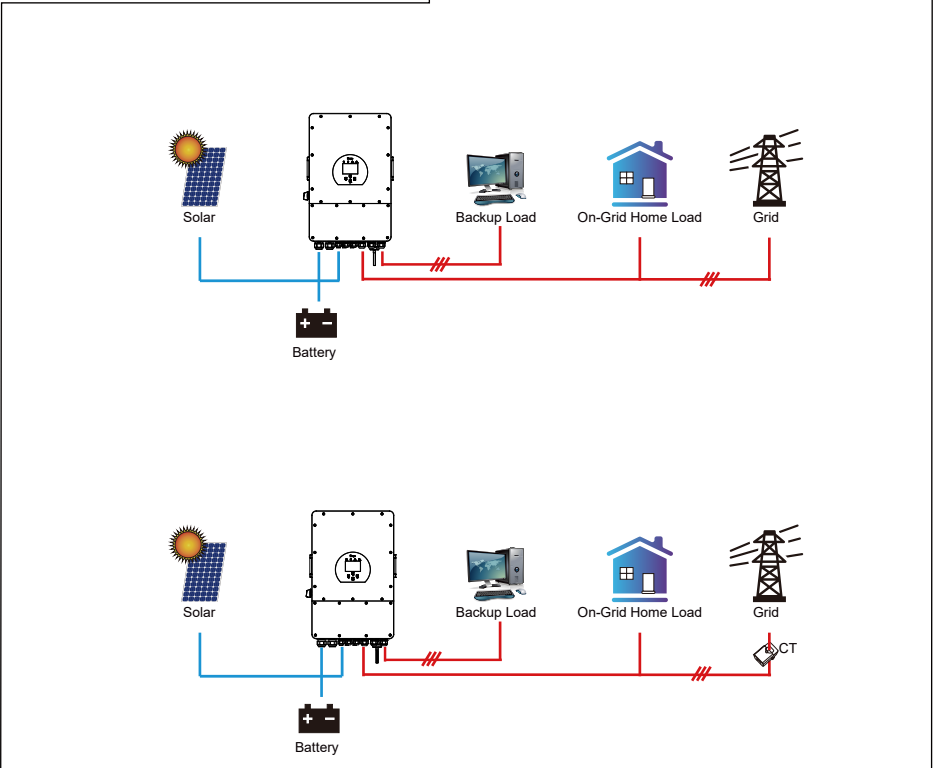 Solar
Backup Load
On-Grid Home Load
Grid
Battery
Solar
Backup Load
On-Grid Home Load
Grid
CT
Battery